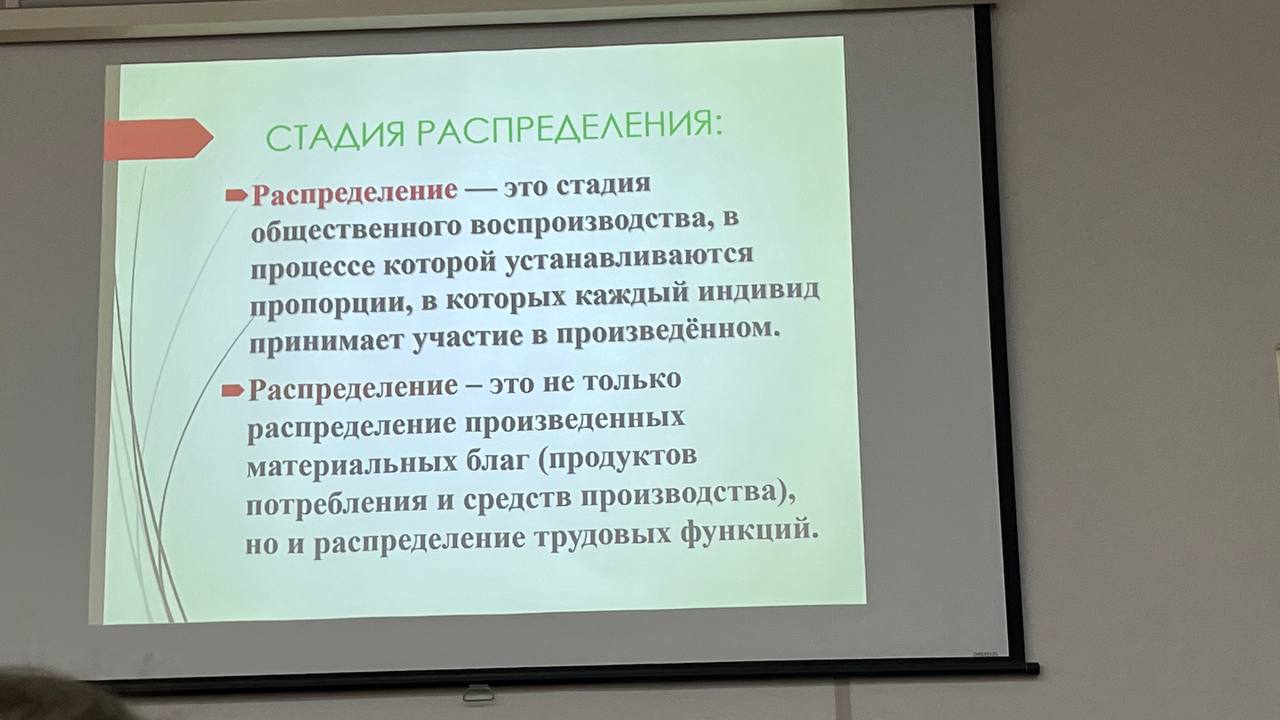 СТАДИЯ РАСПРЕДЕЛЕНИЯ:
Распределение — это стадия
общественного воспроизводства, в
процессе которой устанавливаются
пропорции, в которых каждый индивид
принимает участие в произведённом.
Распределение – это не только
распределение произведенных
материальных благ (продуктов
потребления и средств производства),
но и распределение трудовых функций.